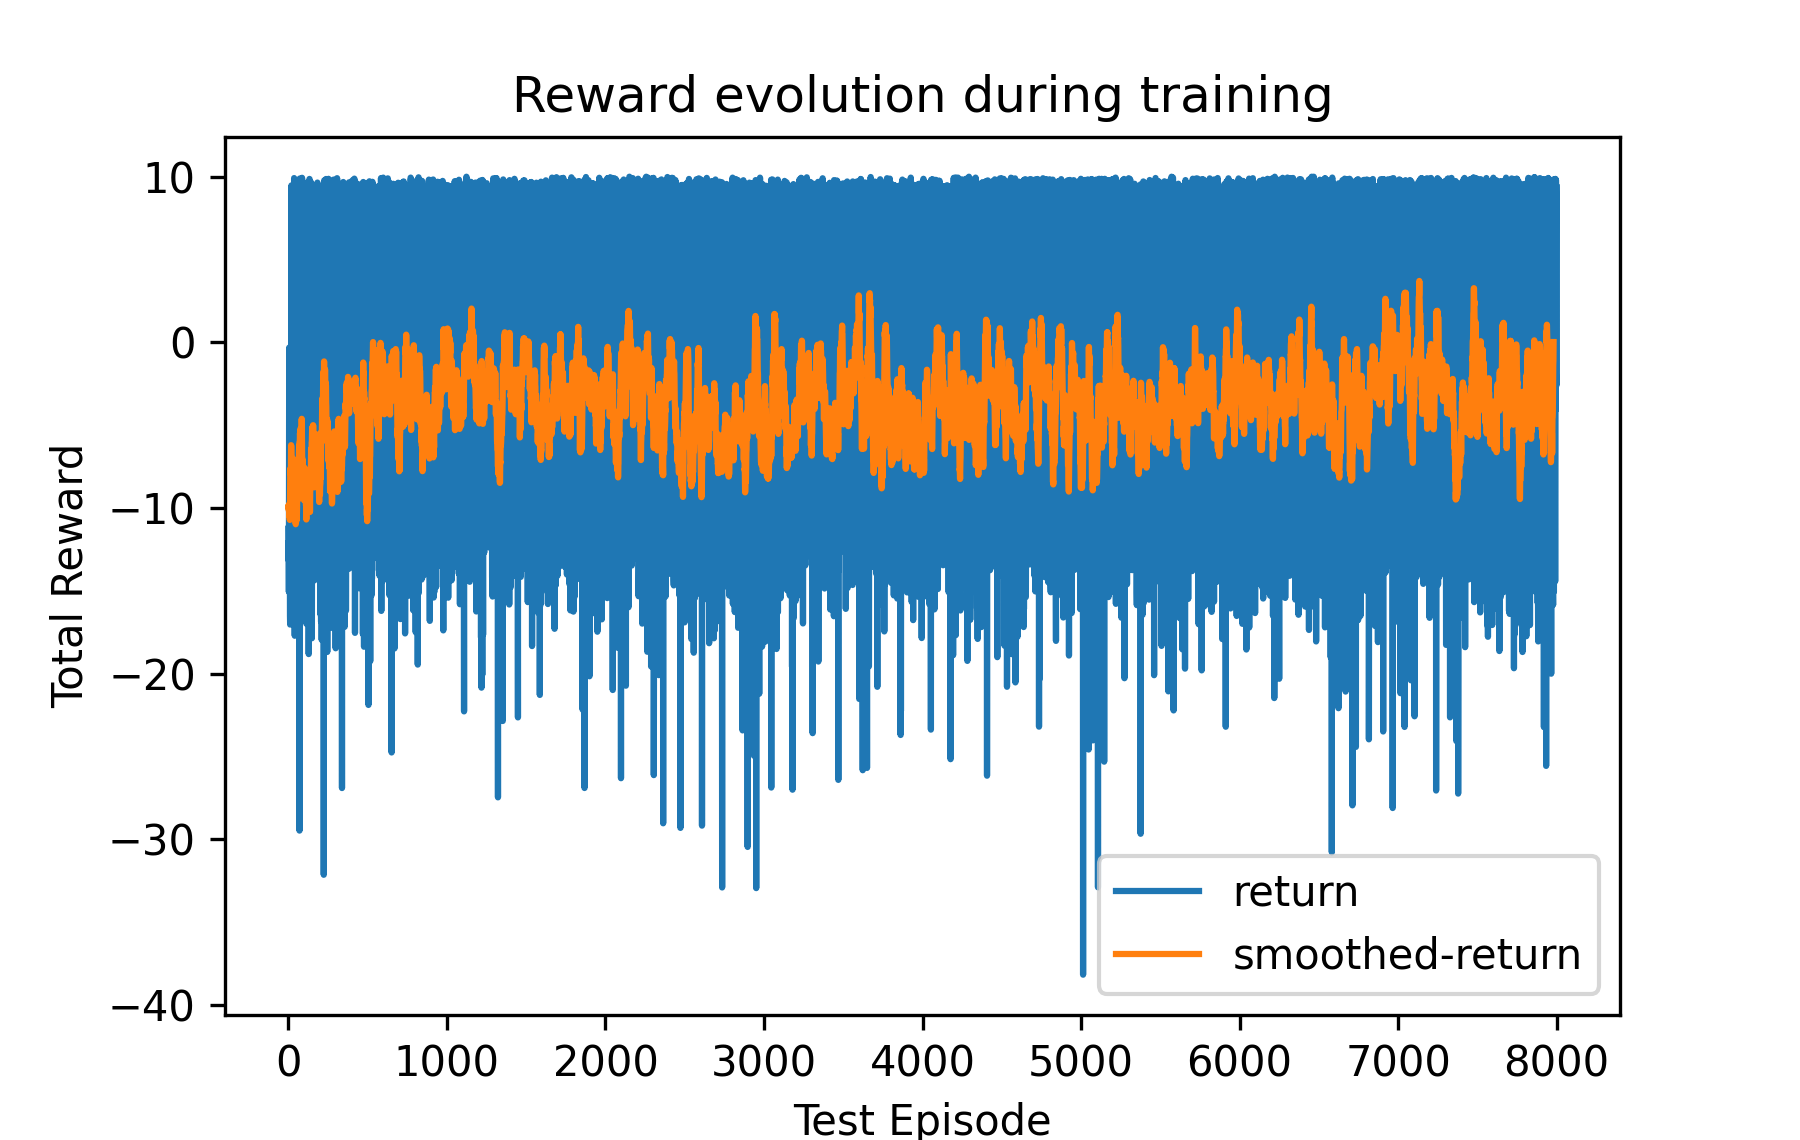 Reward evolution during training
Total Reward
10
0
−10
−20
−30
−40
return
smoothed-return
0 1000 2000 3000 4000 5000 6000 7000 8000
Test Episode